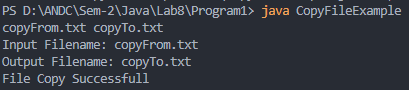 PS D:\ANDC\Sem-2\Java\Lab8\Program1> java CopyFileExample
copyFrom.txt copyTo.txt
Input Filename: copyFrom.txt
Output Filename: copyTo.txt
File Copy Successfull